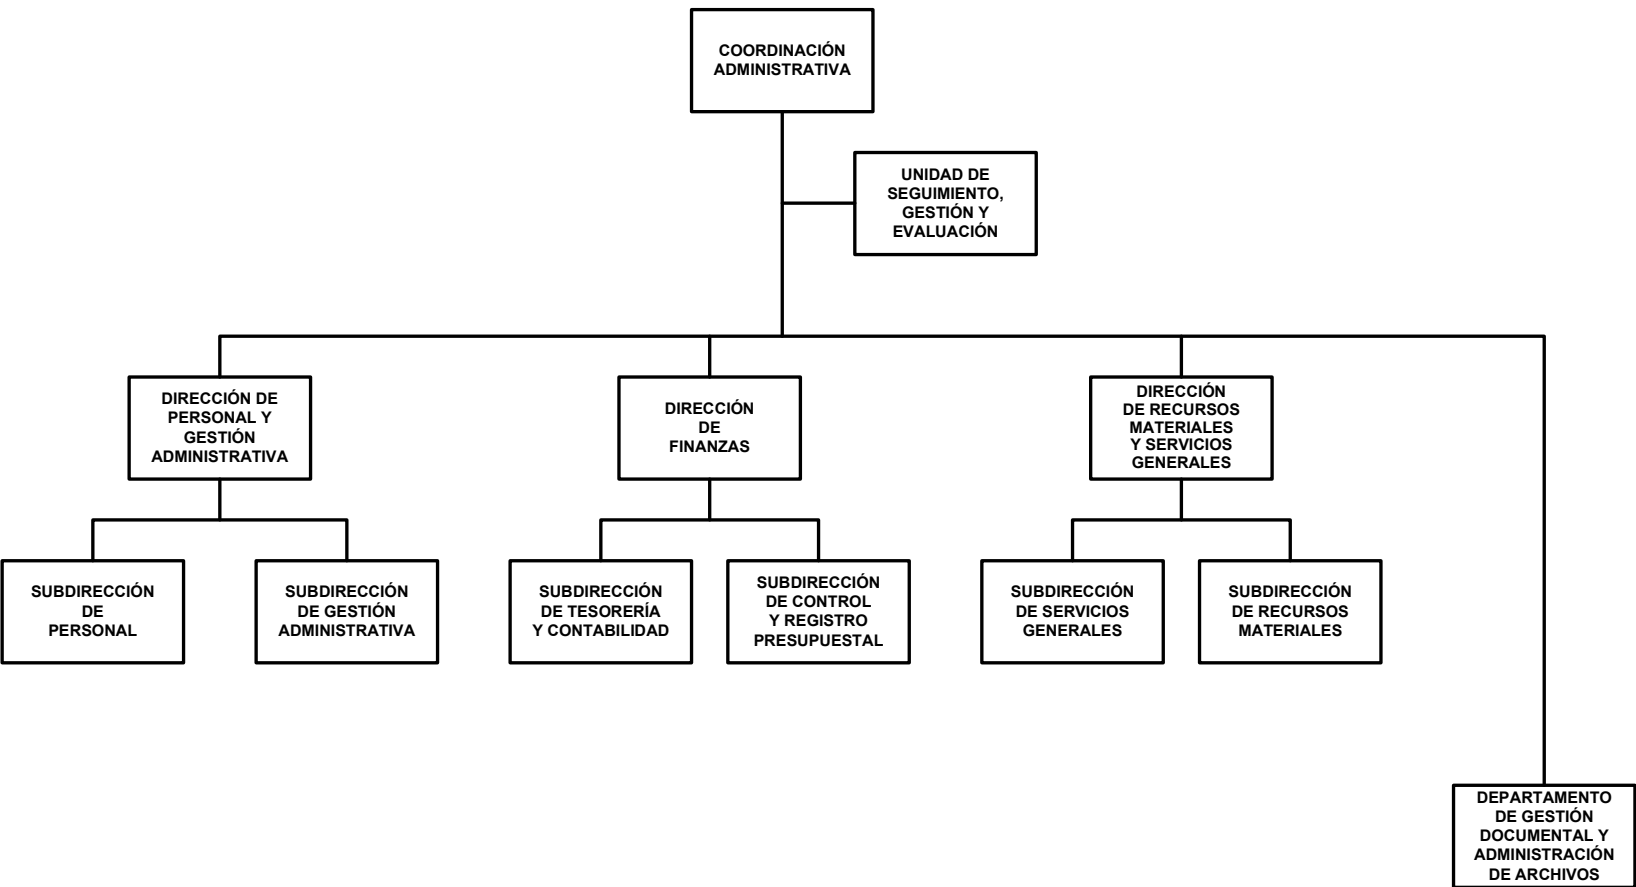 COORDINACIÓN
ADMINISTRATIVA
UNIDAD DE
SEGUIMIENTO,
GESTIÓN Y
EVALUACIÓN
DIRECCIÓN DE
PERSONAL Y
GESTIÓN
ADMINISTRATIVA
DIRECCIÓN
DE
FINANZAS
DIRECCIÓN
DE RECURSOS
MATERIALES
Y SERVICIOS
GENERALES
SUBDIRECCIÓN
DE
PERSONAL
SUBDIRECCIÓN
DE GESTIÓN
ADMINISTRATIVA
SUBDIRECCIÓN
DE TESORERÍA
Y CONTABILIDAD
SUBDIRECCIÓN
DE CONTROL
Y REGISTRO
PRESUPUESTAL
SUBDIRECCIÓN
DE SERVICIOS
GENERALES
SUBDIRECCIÓN
DE RECURSOS
MATERIALES
DEPARTAMENTO
DE GESTIÓN
DOCUMENTAL Y
ADMINISTRACIÓN
DE ARCHIVOS